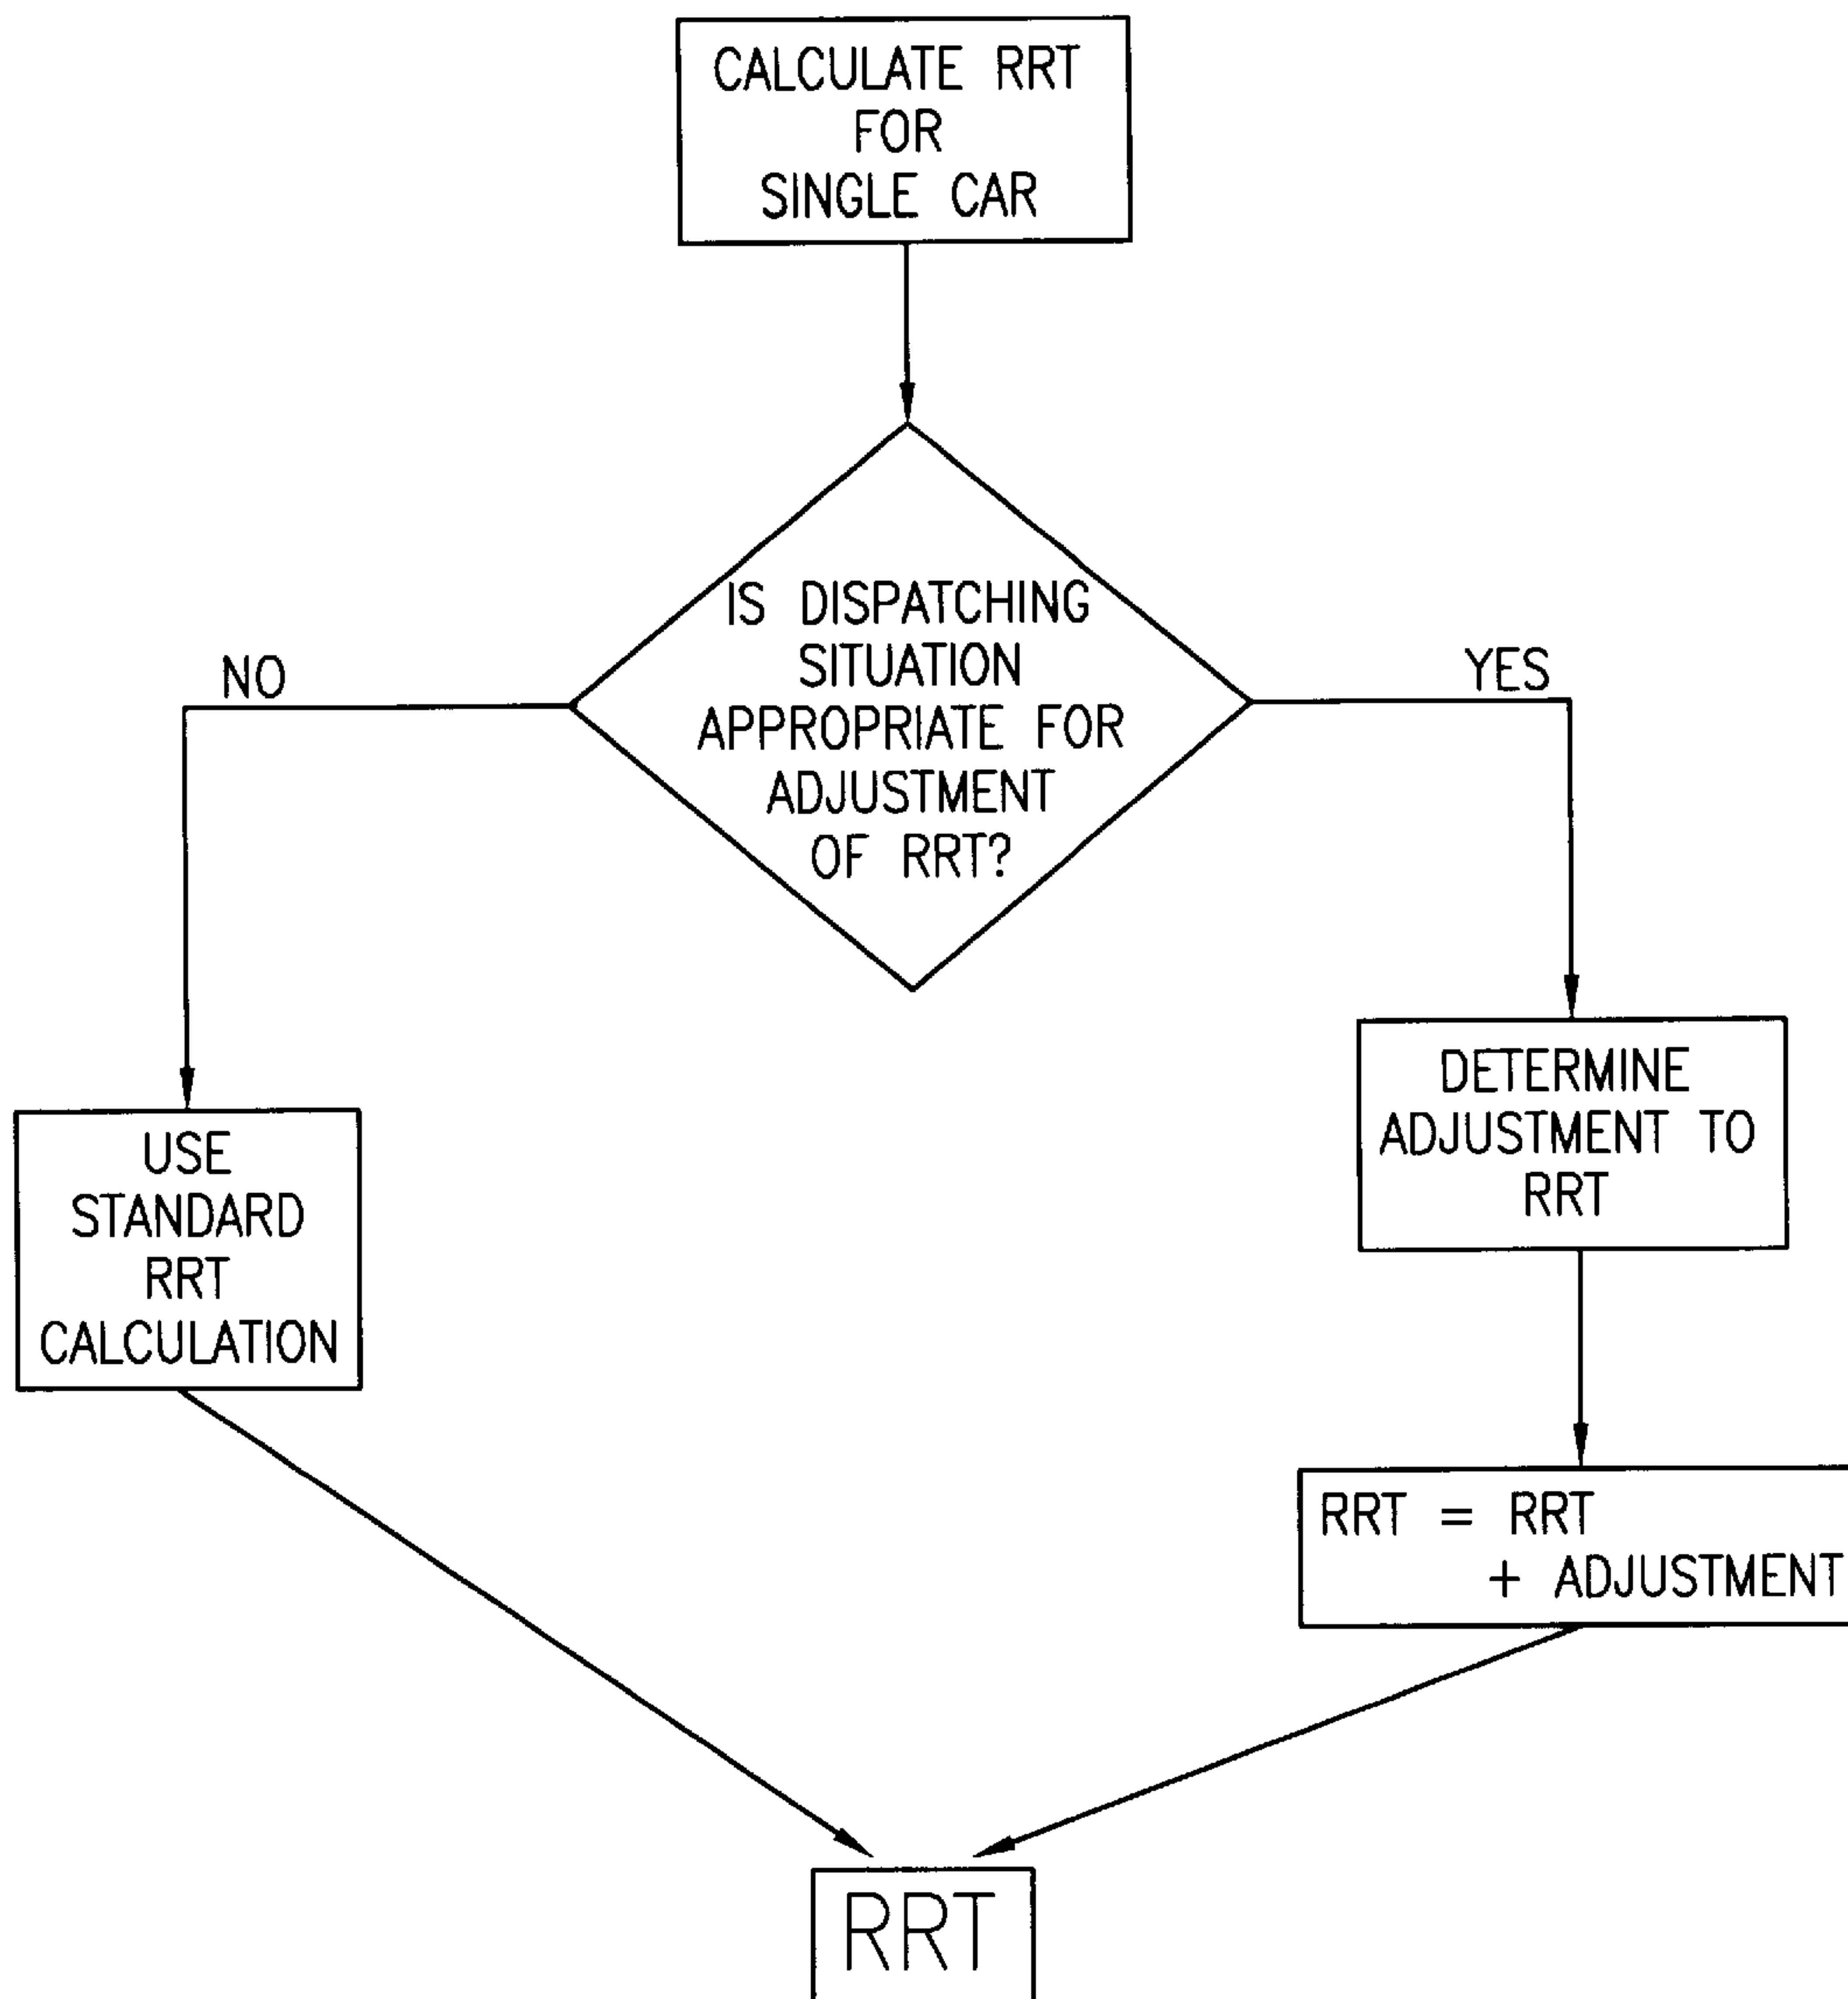 CALCULATE RRT
FOR
SINGLE CAR
IS DISPATCHING
SITUATION
APPROPRIATE FOR
ADJUSTMENT
OF RRT?
NO
YES
USE
STANDARD
RRT
CALCULATION
DETERMINE
ADJUSTMENT TO
RRT
RRT = RRT
+ ADJUSTMENT
RRT